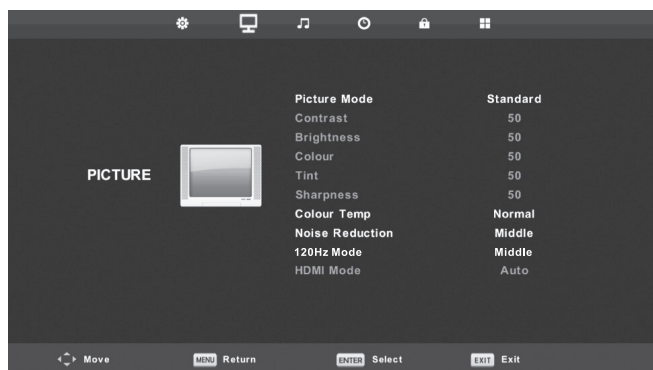 Picture Mode Standard
Contrast 50
Brightness 50
Colour 50
PICTURE
Tint 50
Sharpness 50
Colour Temp Normal
Noise Reduction Middle
120Hz Mode Middle
HDMI Mode Auto
Move MENU Return ENTER Select EXIT Exit